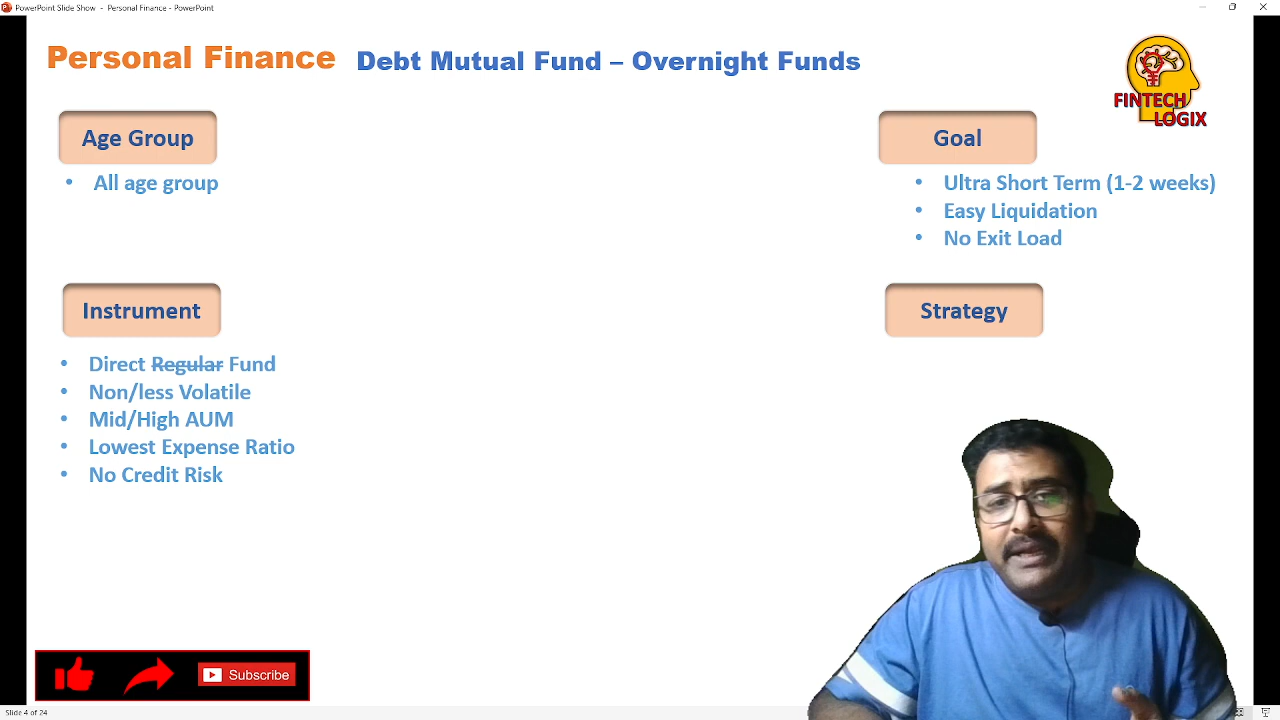 PowerPoint Slide Show - Personal Finance - PowerPoint
Personal Finance Debt Mutual Fund – Overnight Funds
FINTECH
LOGIX
Age Group
• All age group
Goal
• Ultra Short Term (1-2 weeks)
• Easy Liquidation
• No Exit Load
Instrument
• Direct Regular Fund
• Non/less Volatile
• Mid/High AUM
• Lowest Expense Ratio
• No Credit Risk
Strategy
Subscribe
Slide 4 of 24